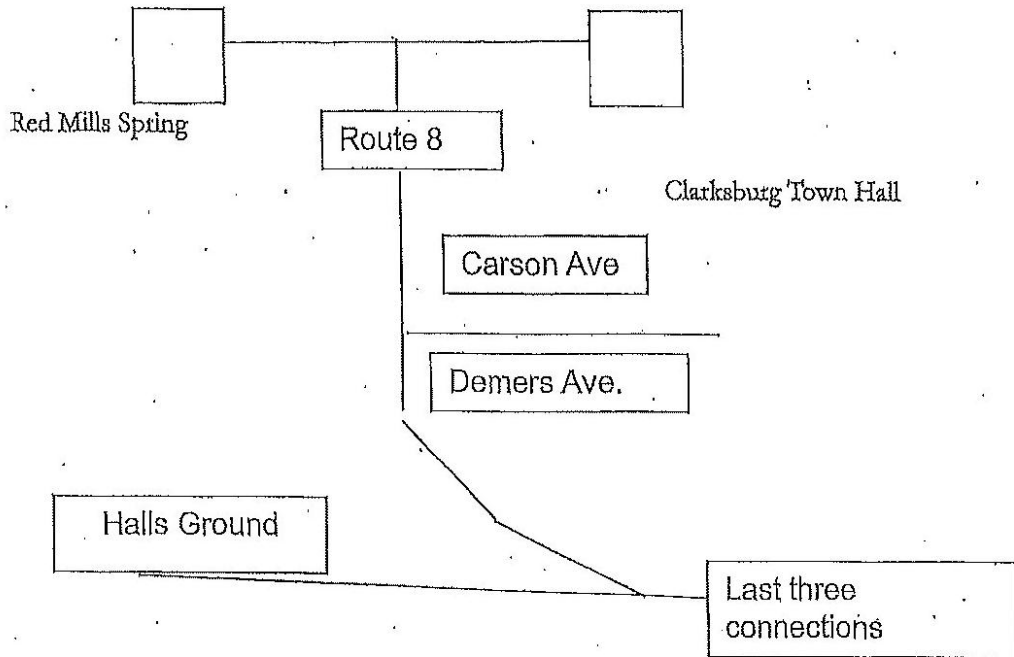 Red Mills Spring
Route 8
Clarksburg Town Hall
Carson Ave
Demers Ave.
Halls Ground
Last three
connections